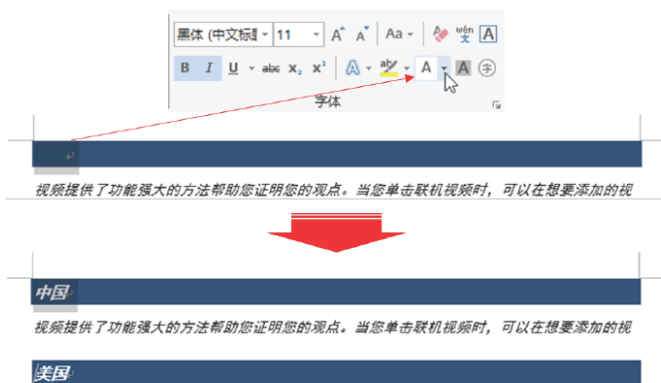 黑体 (中文标题 11 A A Aa wén 文 A
B I U abc x₂ x² A ab A A 字
字体
视频提供了功能强大的方法帮助您证明您的观点。当您单击联机视频时，可以在想要添加的视
中国
视频提供了功能强大的方法帮助您证明您的观点。当您单击联机视频时，可以在想要添加的视
美国